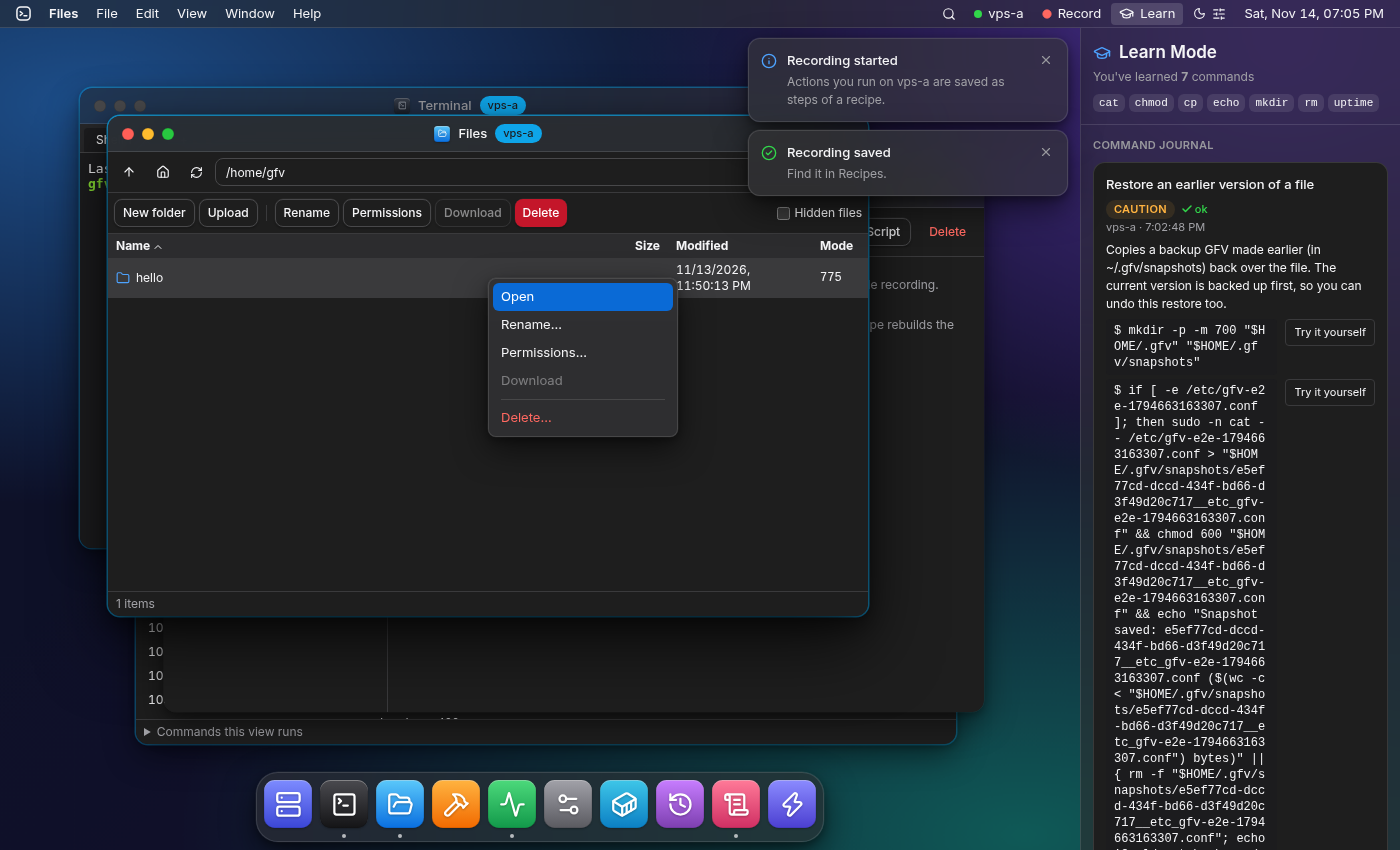 Files File Edit View Window Help
vps-a Record Learn Sat, Nov 14, 07:05 PM
Terminal vps-a
Files vps-a
/home/gfv
New folder Upload Rename Permissions Download Delete Hidden files
Name Size Modified Mode
hello 11/13/2026, 775
11:50:13 PM
Open
Rename...
Permissions...
Download
Delete...
1 items
10
10
10
10
Commands this view runs
Script Delete
e recording.
pe rebuilds the
Recording started
Actions you run on vps-a are saved as
steps of a recipe.
Recording saved
Find it in Recipes.
Learn Mode
You've learned 7 commands
cat chmod cp echo mkdir rm uptime
COMMAND JOURNAL
Restore an earlier version of a file
CAUTION ok
vps-a · 7:02:48 PM
Copies a backup GFV made earlier (in
~/.gfv/snapshots) back over the file. The
current version is backed up first, so you can
undo this restore too.
$ mkdir -p -m 700 "$H
OME/.gfv" "$HOME/.gf
v/snapshots"
Try it yourself
$ if [ -e /etc/gfv-e2
e-1794663163307.conf
]; then sudo -n cat -
- /etc/gfv-e2e-179466
3163307.conf > "$HOM
E/.gfv/snapshots/e5ef
77cd-dccd-434f-bd66-d
3f49d20c717__etc_gfv-
e2e-1794663163307.con
f" && chmod 600 "$HOM
E/.gfv/snapshots/e5ef
77cd-dccd-434f-bd66-d
3f49d20c717__etc_gfv-
e2e-1794663163307.con
f" && echo "Snapshot
saved: e5ef77cd-dccd-
434f-bd66-d3f49d20c71
7__etc_gfv-e2e-179466
3163307.conf ($(wc -c
< "$HOME/.gfv/snapsho
ts/e5ef77cd-dccd-434f
-bd66-d3f49d20c717__e
tc_gfv-e2e-1794663163
307.conf") bytes)" ||
{ rm -f "$HOME/.gfv/s
napshots/e5ef77cd-dcc
d-434f-bd66-d3f49d20c
717__etc_gfv-e2e-1794
663163307.conf"; echo
Try it yourself